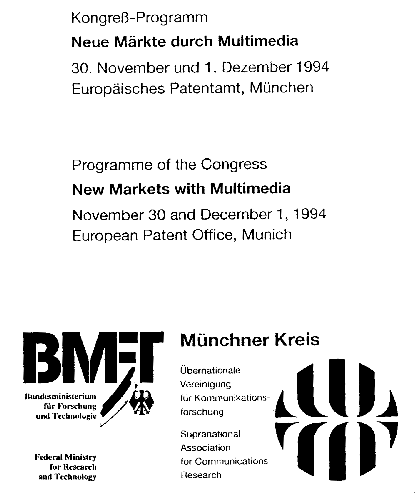 Kongreß-Programm
Neue Märkte durch Multimedia
30. November und 1. Dezember 1994
Europäisches Patentamt, München
Programme of the Congress
New Markets with Multimedia
November 30 and December 1, 1994
European Patent Office, Munich
BMFT
Bundesministerium
für Forschung
und Technologie
Federal Ministry
for Research
and Technology
Münchner Kreis
Übernationale
Vereinigung
für Kommunikations-
forschung
Supranational
Association
for Communications
Research